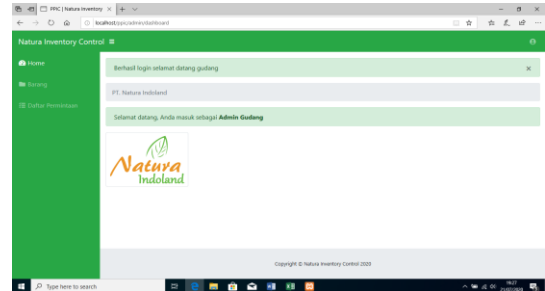 PPIC | Natura Inventory
localhost/ppic/admin/dashboard
Natura Inventory Control
Home
Barang
Daftar Permintaan
Berhasil login selamat datang gudang
PT. Natura Indoland
Selamat datang, Anda masuk sebagai Admin Gudang
Natura
Indoland
Copyright © Natura Inventory Control 2020
Type here to search